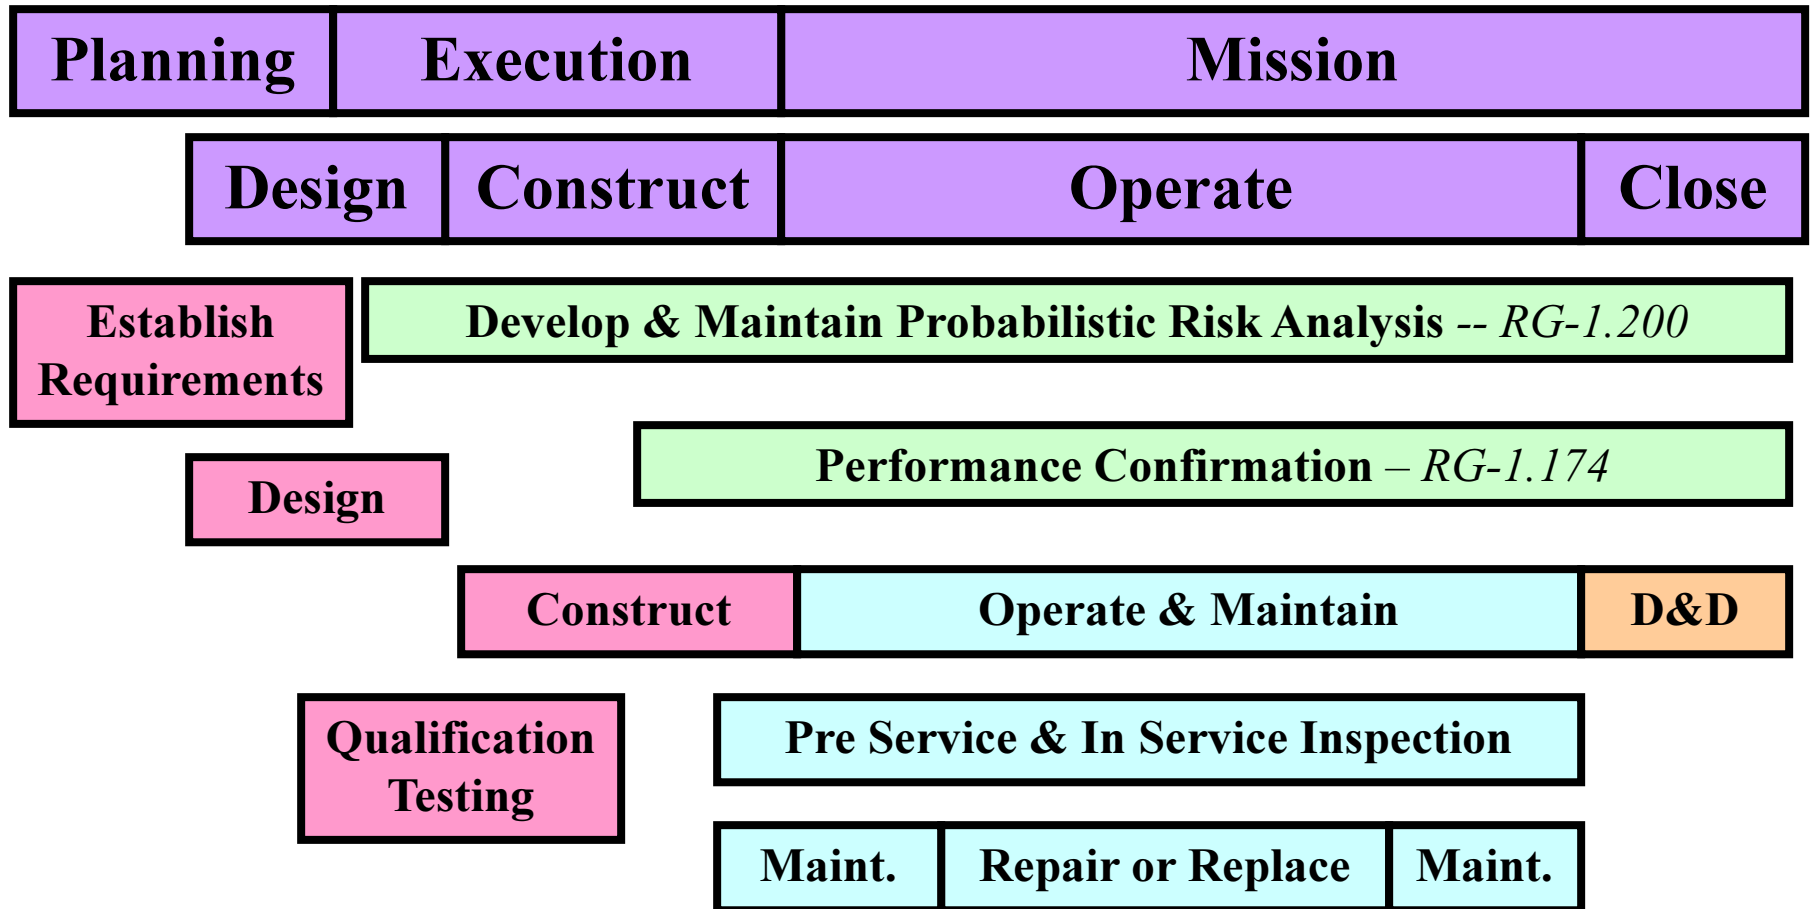 Planning Execution Mission
Design Construct Operate Close
Establish
Requirements
Develop & Maintain Probabilistic Risk Analysis -- RG-1.200
Performance Confirmation – RG-1.174
Design
Construct Operate & Maintain D&D
Qualification
Testing
Pre Service & In Service Inspection
Maint. Repair or Replace Maint.